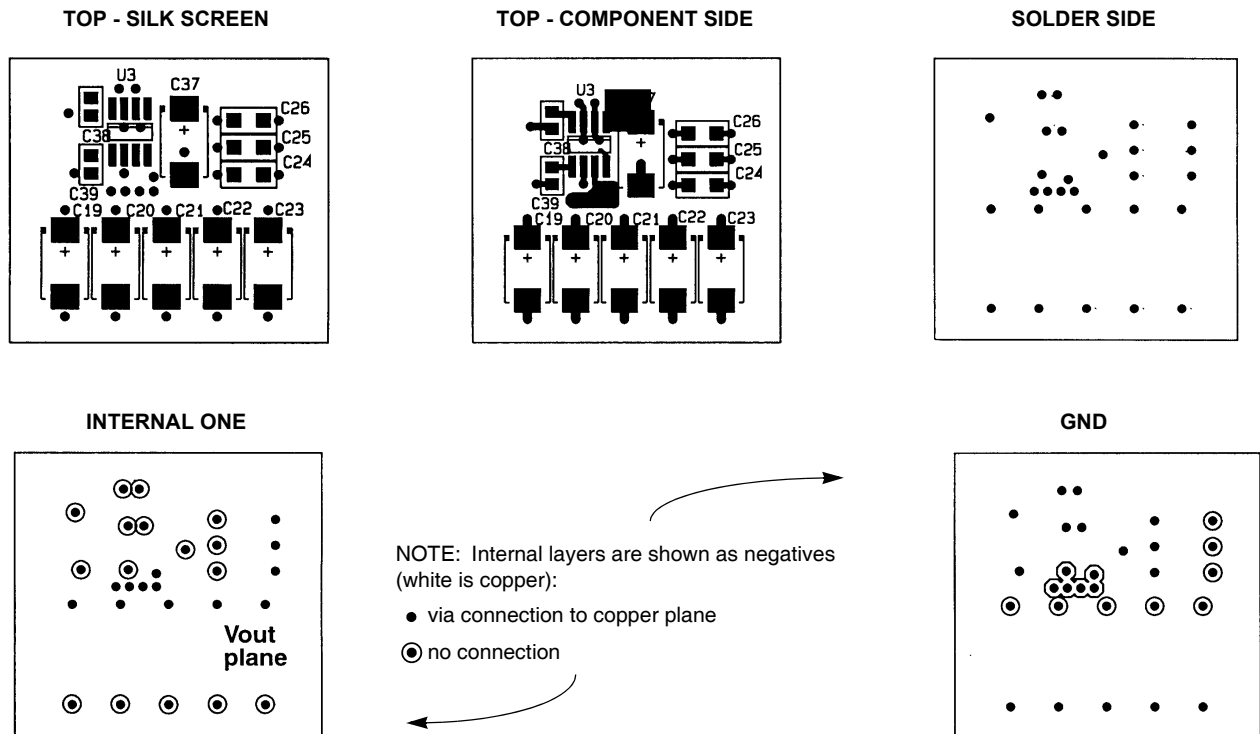 TOP - SILK SCREEN
TOP - COMPONENT SIDE
SOLDER SIDE
U3
C37
C26
C25
C24
C38
C39
C19
C20
C21
C22
C23
+
+
+
+
+
+
U3
7
C26
C25
C24
C38
C39
C19
C20
C21
C22
C23
+
+
+
+
+
+
INTERNAL ONE
GND
Vout
plane
NOTE: Internal layers are shown as negatives
(white is copper):
via connection to copper plane
no connection